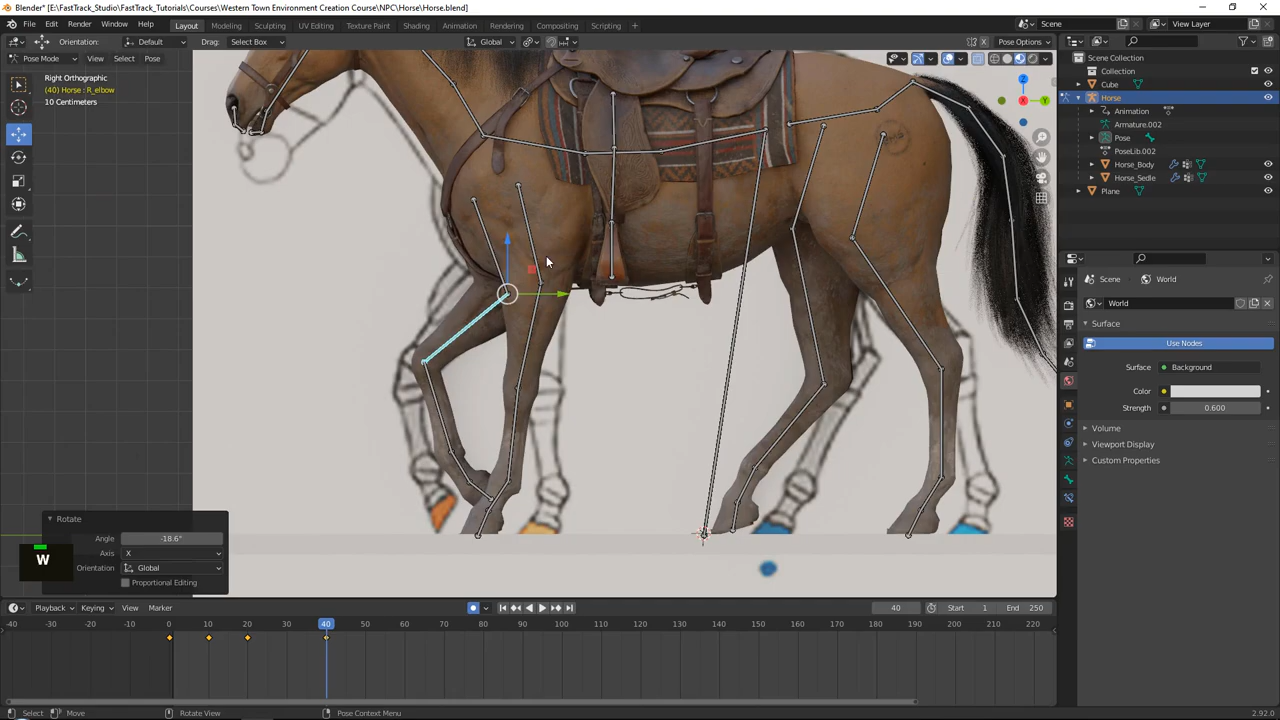 Blender* [E:\FastTrack_Studio\FastTrack_Tutorials\Courses\Western Town Environment Creation Course\NPC\Horse\Horse.blend]
File Edit Render Window Help Layout Modeling Sculpting UV Editing Texture Paint Shading Animation Rendering Compositing Scripting + Scene View Layer
Orientation: Default Drag: Select Box Global Pose Options
Pose Mode View Select Pose
Right Orthographic
(40) Horse : R_elbow
10 Centimeters
X
Y
Z
Scene Collection
Collection
Cube
Horse
Animation
Armature.002
Pose
PoseLib.002
Horse_Body
Horse_Sedle
Plane
Scene World
World
Surface
Use Nodes
Surface Background
Color
Strength 0.600
Volume
Viewport Display
Custom Properties
Rotate
Angle -18.6°
Axis X
Orientation Global
Proportional Editing
W
Playback Keying View Marker 40 Start 1 End 250
-40 -30 -20 -10 0 10 20 30 40 50 60 70 80 90 100 110 120 130 140 150 160 170 180 190 200 210 220
Select Move Rotate View Pose Context Menu 2.92.0